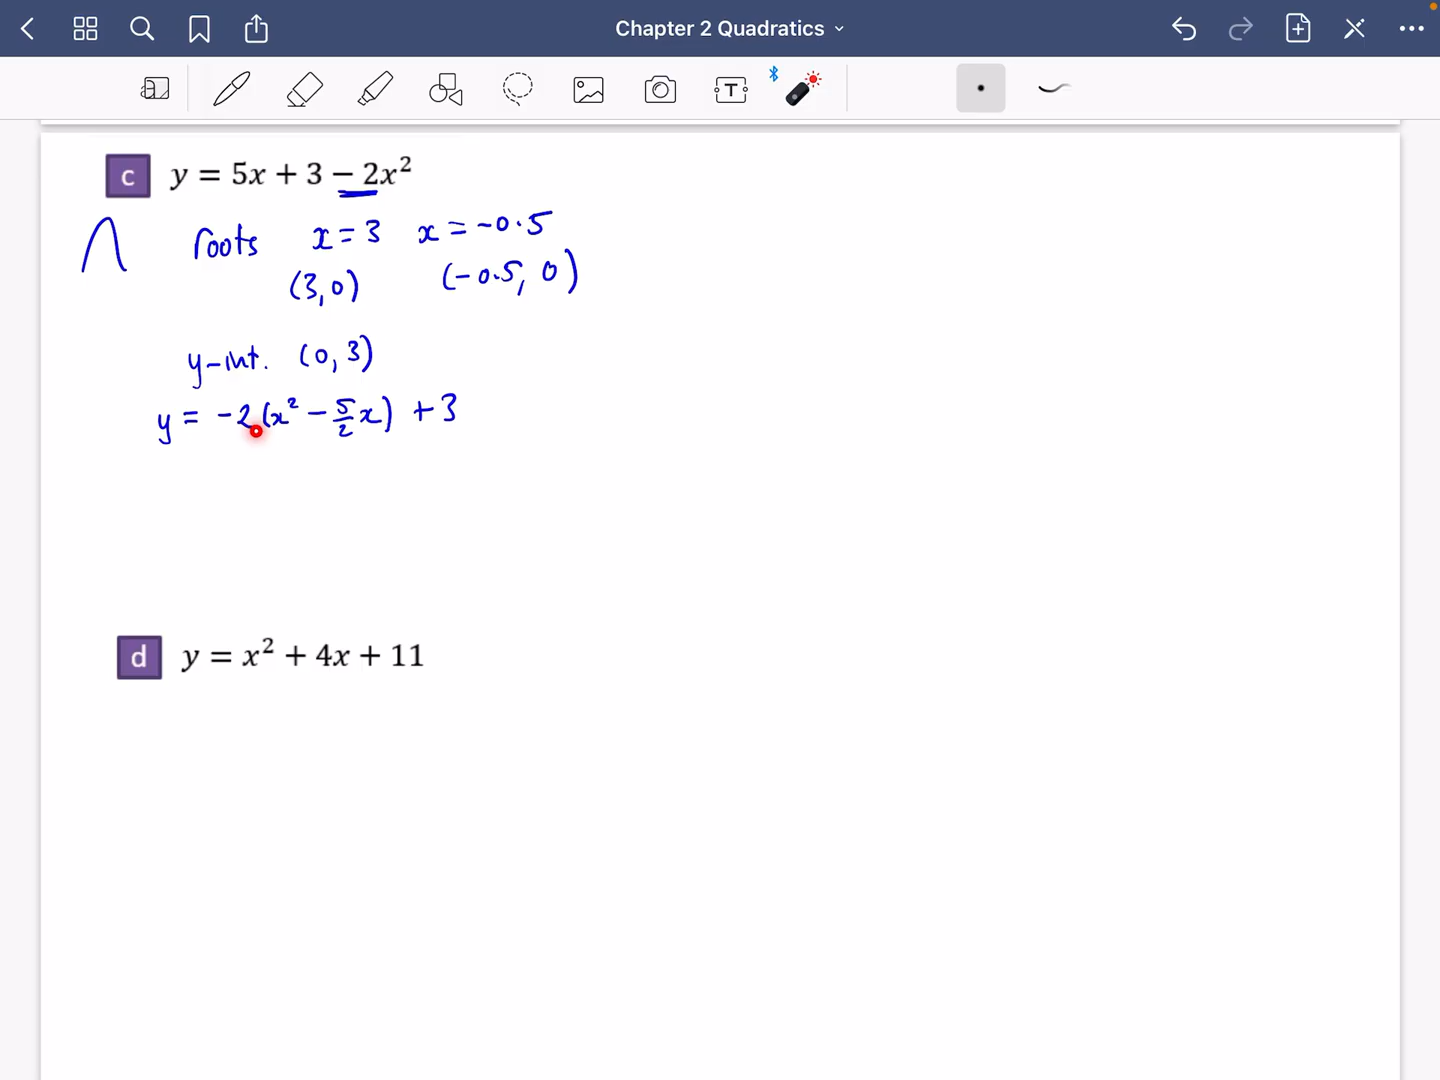 Chapter 2 Quadratics
T
c y = 5x + 3 − 2x²
roots x = 3 x = -0.5
(3, 0) (-0.5, 0)
y-int. (0, 3)
y = -2(x² - 5/2 x) + 3
d y = x² + 4x + 11